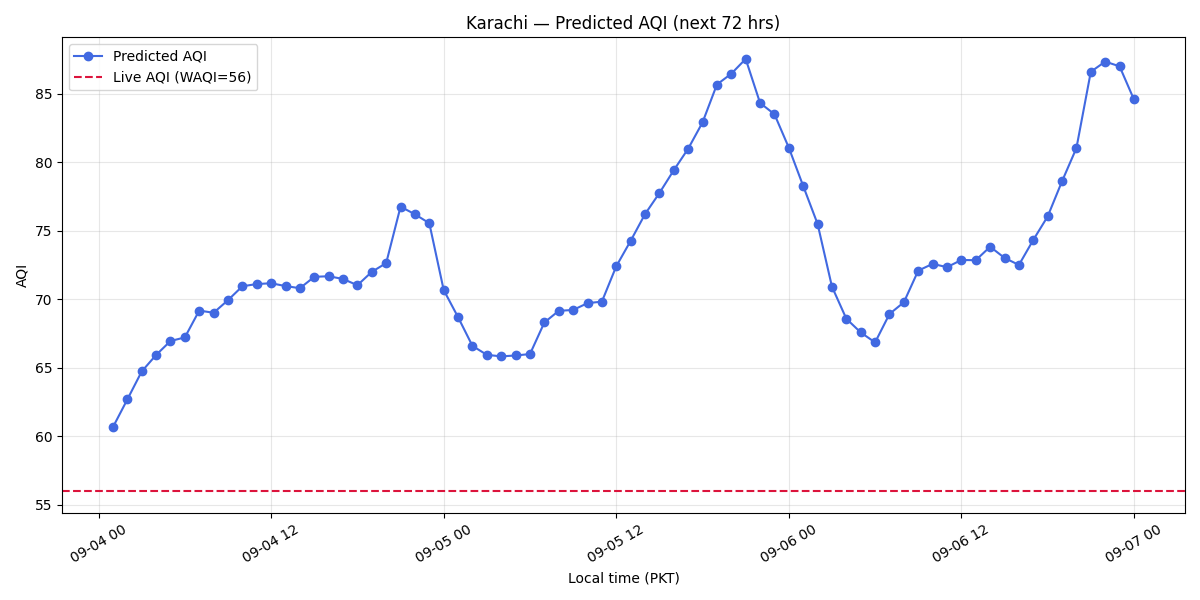 Karachi — Predicted AQI (next 72 hrs)
Predicted AQI
Live AQI (WAQI=56)
85
80
75
70
65
60
55
AQI
09-04 00
09-04 12
09-05 00
09-05 12
09-06 00
09-06 12
09-07 00
Local time (PKT)